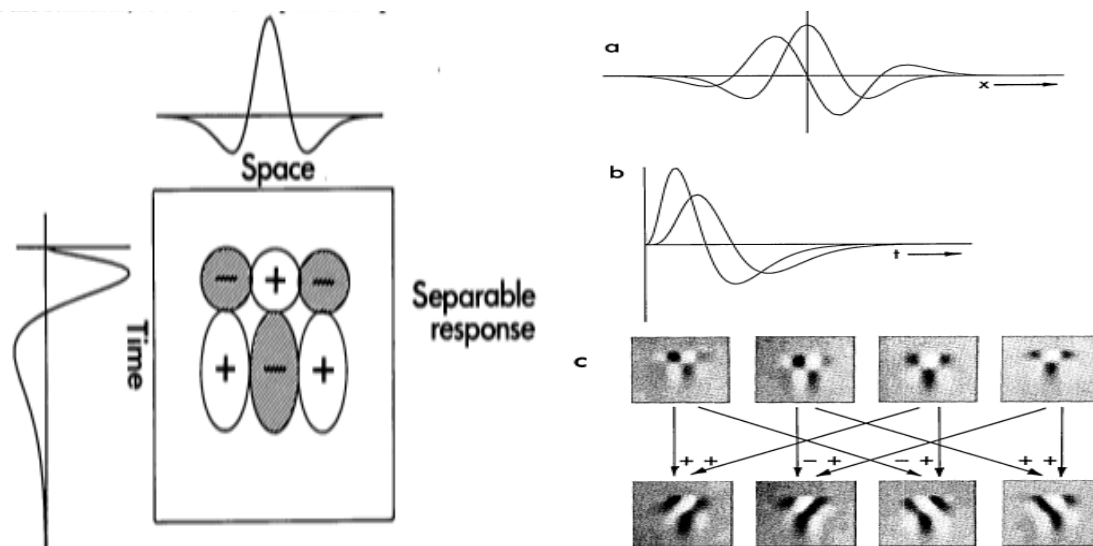 Space
Time
− + −
+ − +
Separable
response
a
x
b
t
c
+ + − + − + + +